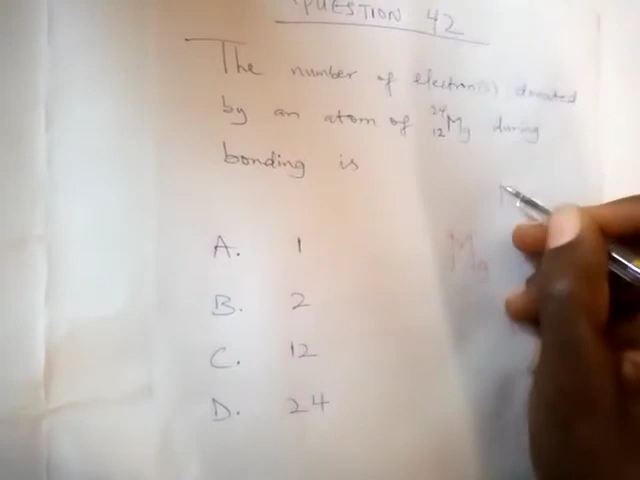 QUESTION 42
The number of electron(s) donated
by an atom of ²⁴₁₂Mg during
bonding is
A. 1
B. 2
C. 12
D. 24
Mg